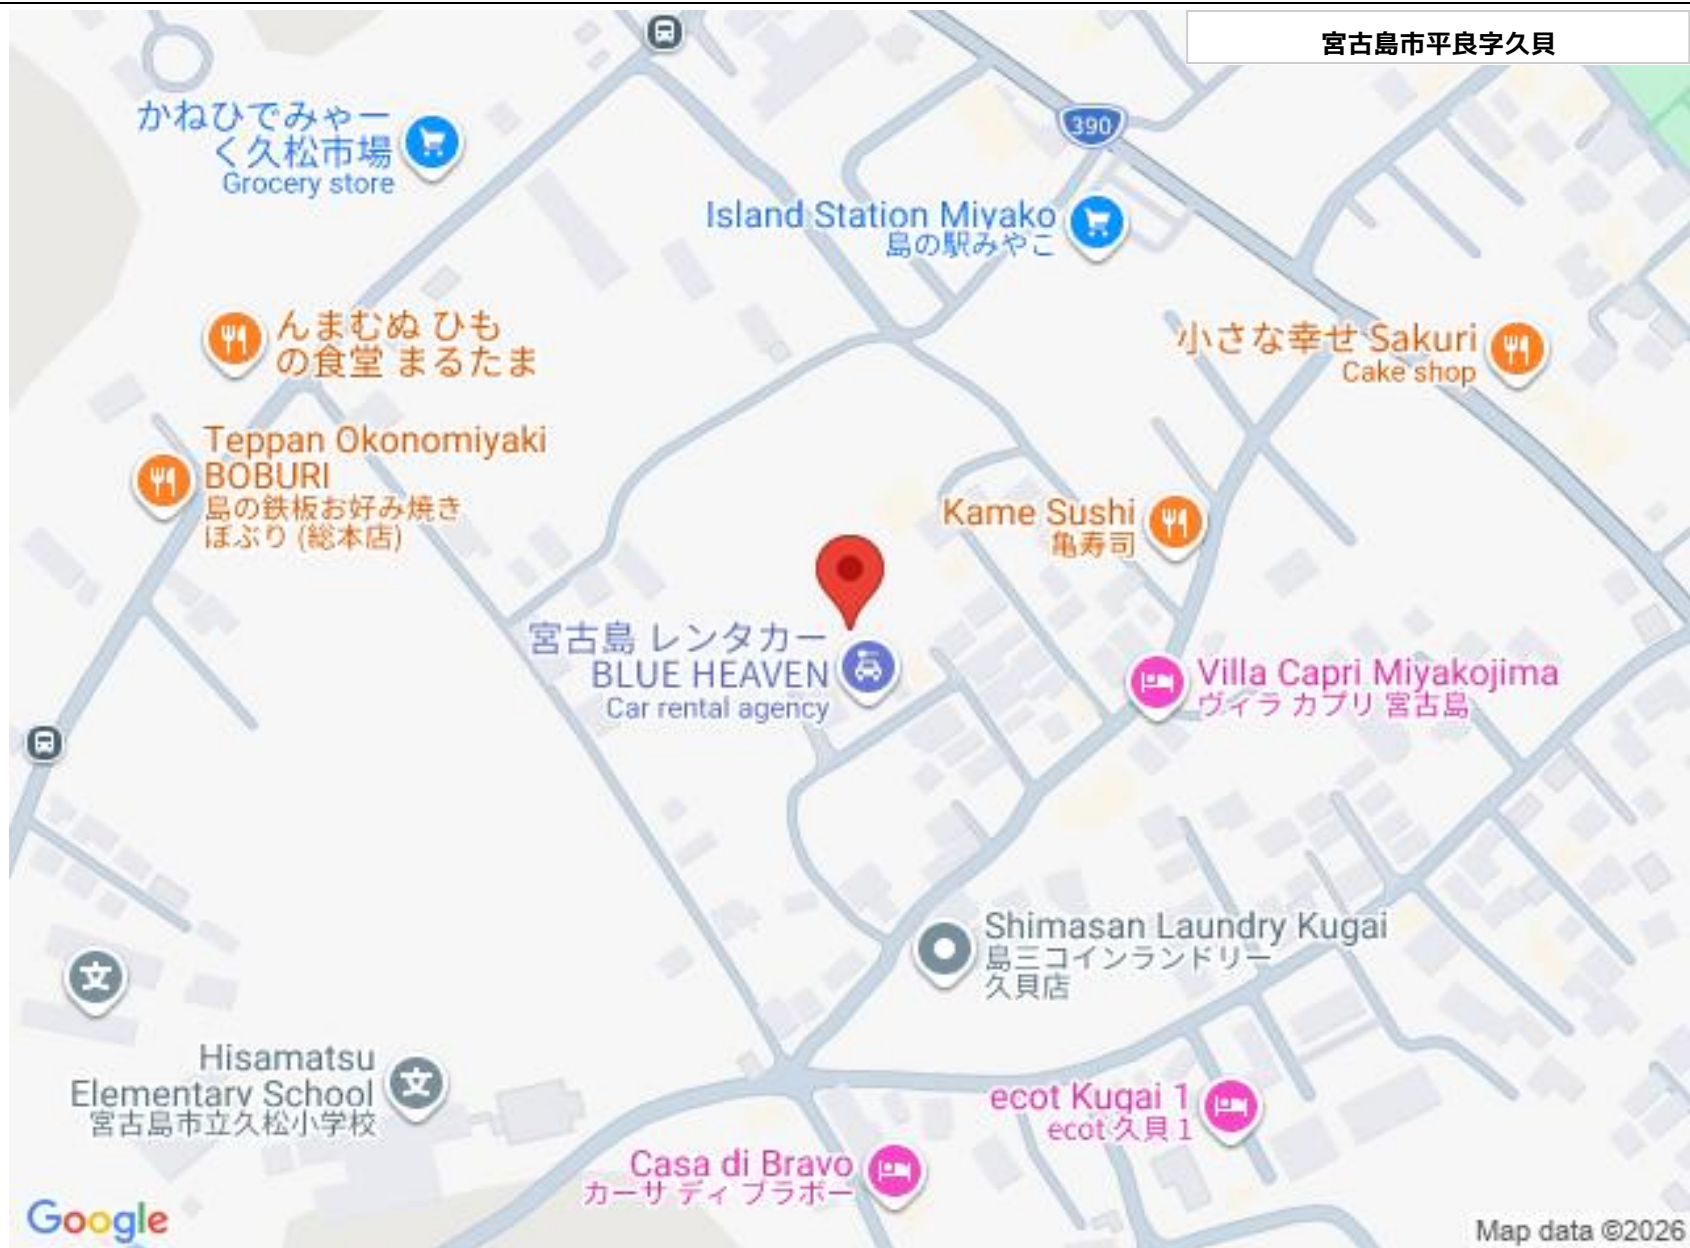 宮古島市平良字久貝
かねひでみゃー
く久松市場
Grocery store
390
Island Station Miyako
島の駅みやこ
んまむぬ ひも
の食堂 まるたま
小さな幸せ Sakuri
Cake shop
Teppan Okonomiyaki
BOBURI
島の鉄板お好み焼き
ぼぶり (総本店)
Kame Sushi
亀寿司
宮古島 レンタカー
BLUE HEAVEN
Car rental agency
Villa Capri Miyakojima
ヴィラ カプリ 宮古島
Shimasan Laundry Kugai
島三コインランドリー
久貝店
文
Hisamatsu
Elementary School
宮古島市立久松小学校
文
ecot Kugai 1
ecot 久貝 1
Casa di Bravo
カーサ ディ ブラボー
Google
Map data ©2026